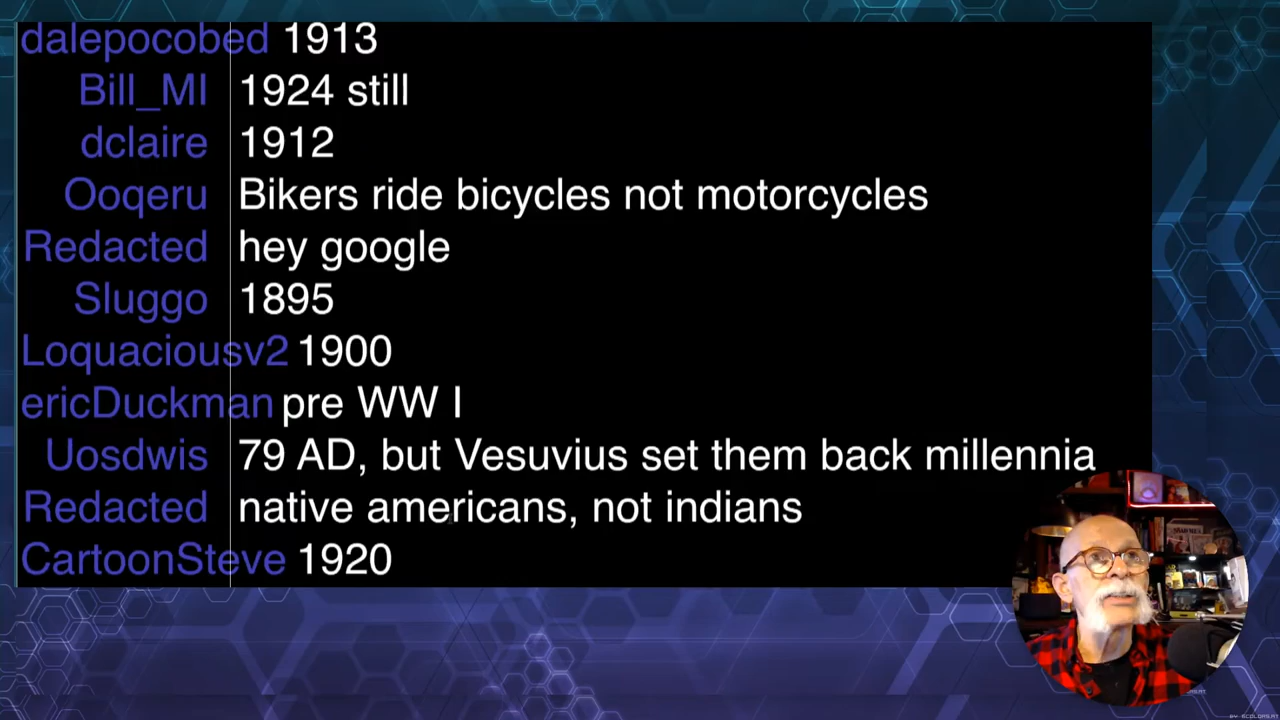 dalepocobed 1913
Bill_MI 1924 still
dclaire 1912
Ooqeru Bikers ride bicycles not motorcycles
Redacted hey google
Sluggo 1895
Loquaciousv2 1900
ericDuckman pre WW I
Uosdwis 79 AD, but Vesuvius set them back millennia
Redacted native americans, not indians
CartoonSteve 1920